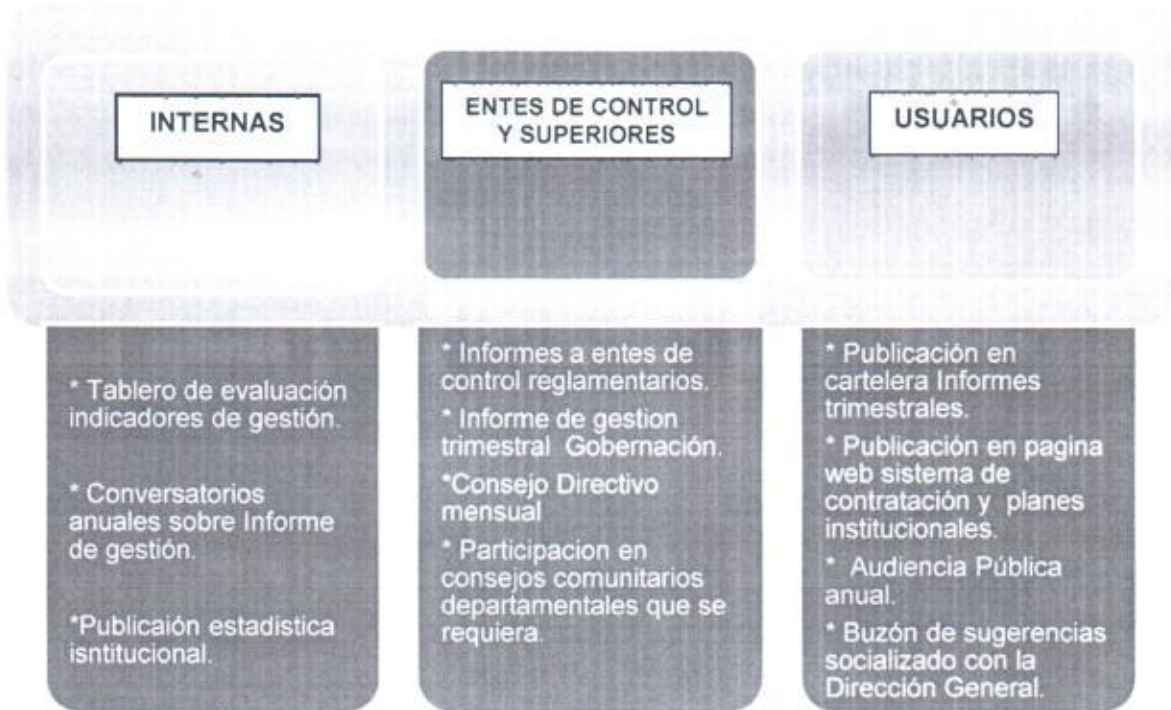 INTERNAS
* Tablero de evaluación
indicadores de gestión.
* Conversatorios
anuales sobre Informe
de gestión.
*Publicaión estadistica
isntitucional.
ENTES DE CONTROL
Y SUPERIORES
* Informes a entes de
control reglamentarios.
* Informe de gestion
trimestral Gobernación.
*Consejo Directivo
mensual
* Participacion en
consejos comunitarios
departamentales que se
requiera.
USUARIOS
* Publicación en
cartelera Informes
trimestrales.
* Publicación en pagina
web sistema de
contratación y planes
institucionales.
* Audiencia Pública
anual.
* Buzón de sugerencias
socializado con la
Dirección General.